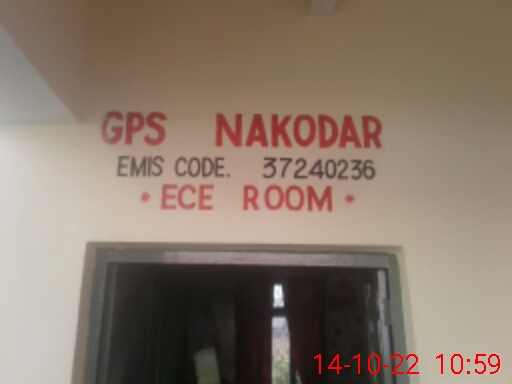 GPS NAKODAR
EMIS CODE. 37240236
* ECE ROOM *
14-10-22 10:59